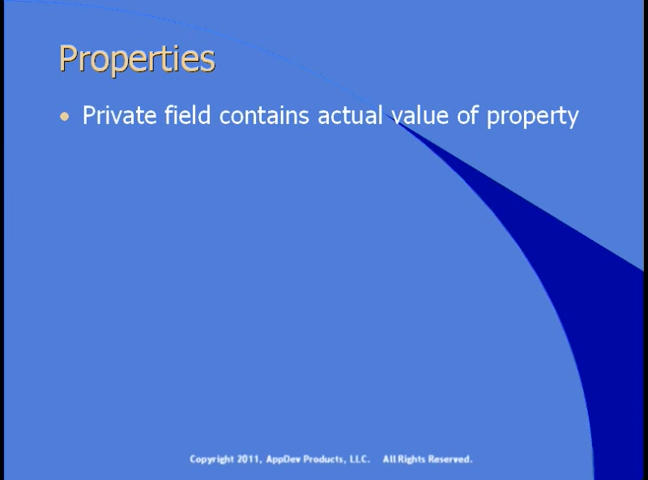 Properties
• Private field contains actual value of property
Copyright 2011, AppDev Products, LLC. All Rights Reserved.